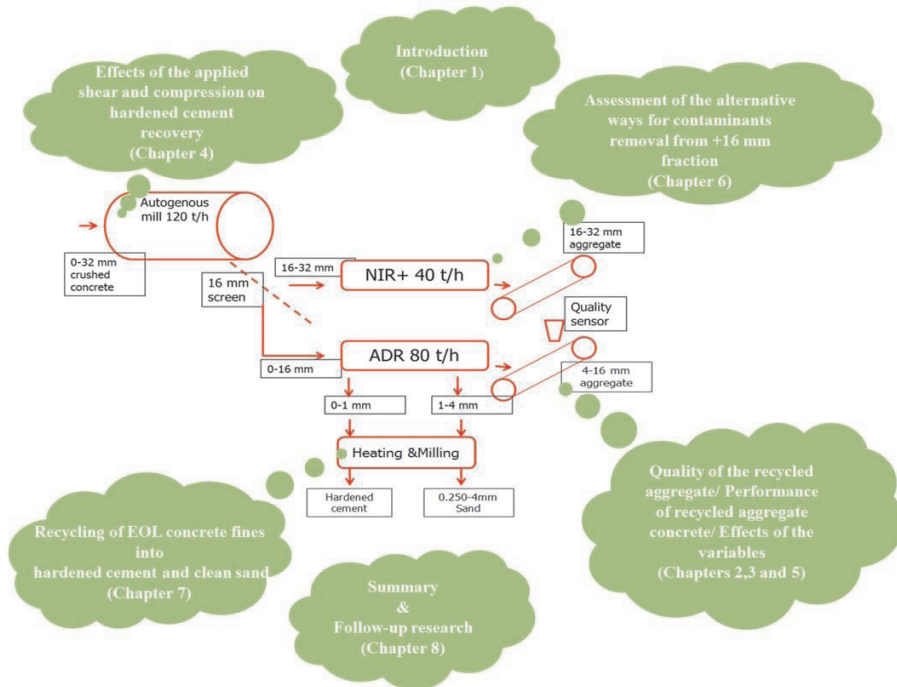 Introduction
(Chapter 1)
Effects of the applied
shear and compression on
hardened cement
recovery
(Chapter 4)
Assessment of the alternative
ways for contaminants
removal from +16 mm
fraction
(Chapter 6)
Autogenous
mill 120 t/h
0-32 mm
crushed
concrete
16 mm
screen
16-32 mm
NIR+ 40 t/h
16-32 mm
aggregate
Quality
sensor
0-16 mm
ADR 80 t/h
4-16 mm
aggregate
0-1 mm
1-4 mm
Heating &Milling
Hardened
cement
0.250-4mm
Sand
Recycling of EOL concrete fines
into
hardened cement and clean sand
(Chapter 7)
Quality of the recycled
aggregate/ Performance
of recycled aggregate
concrete/ Effects of the
variables
(Chapters 2,3 and 5)
Summary
&
Follow-up research
(Chapter 8)